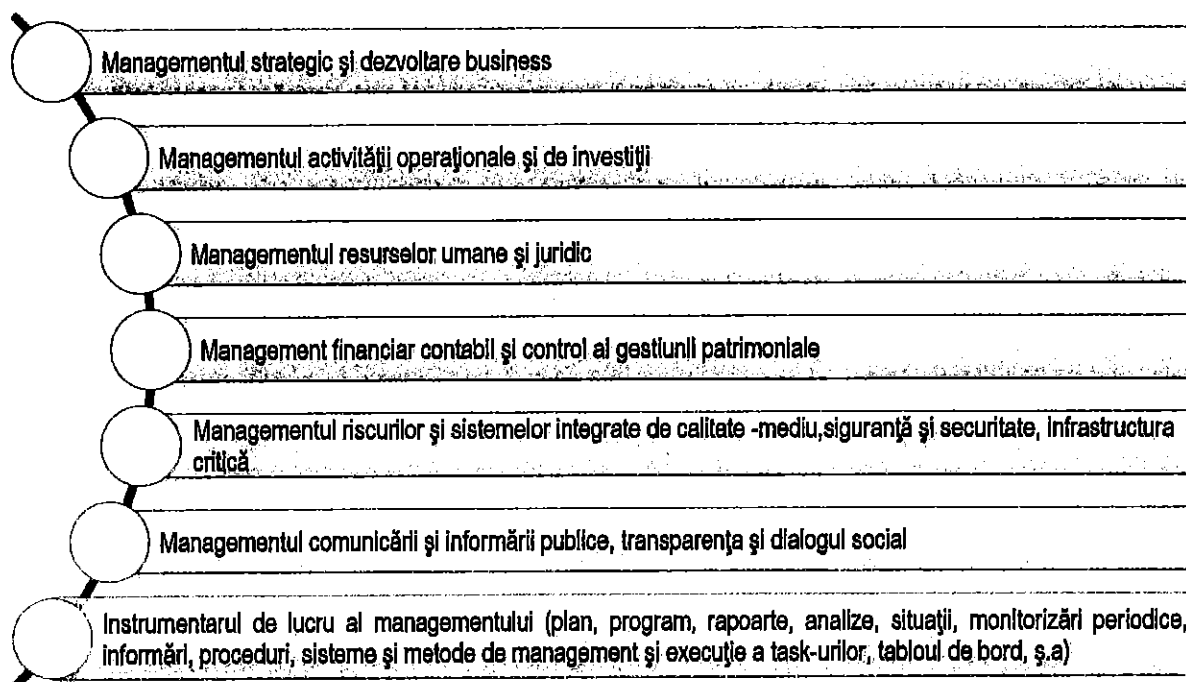 Managementul strategic şi dezvoltare business
Managementul activităţii operaţionale şi de investiţii
Managementul resurselor umane şi juridic
Management financiar contabil şi control al gestiunii patrimoniale
Managementul riscurilor şi sistemelor integrate de calitate -mediu,siguranţă şi securitate, infrastructura
critică
Managementul comunicării şi informării publice, transparenţa şi dialogul social
Instrumentarul de lucru al managementului (plan, program, rapoarte, analize, situaţii, monitorizări periodice,
informări, proceduri, sisteme şi metode de management şi execuţie a task-urilor, tabloul de bord, ş.a)